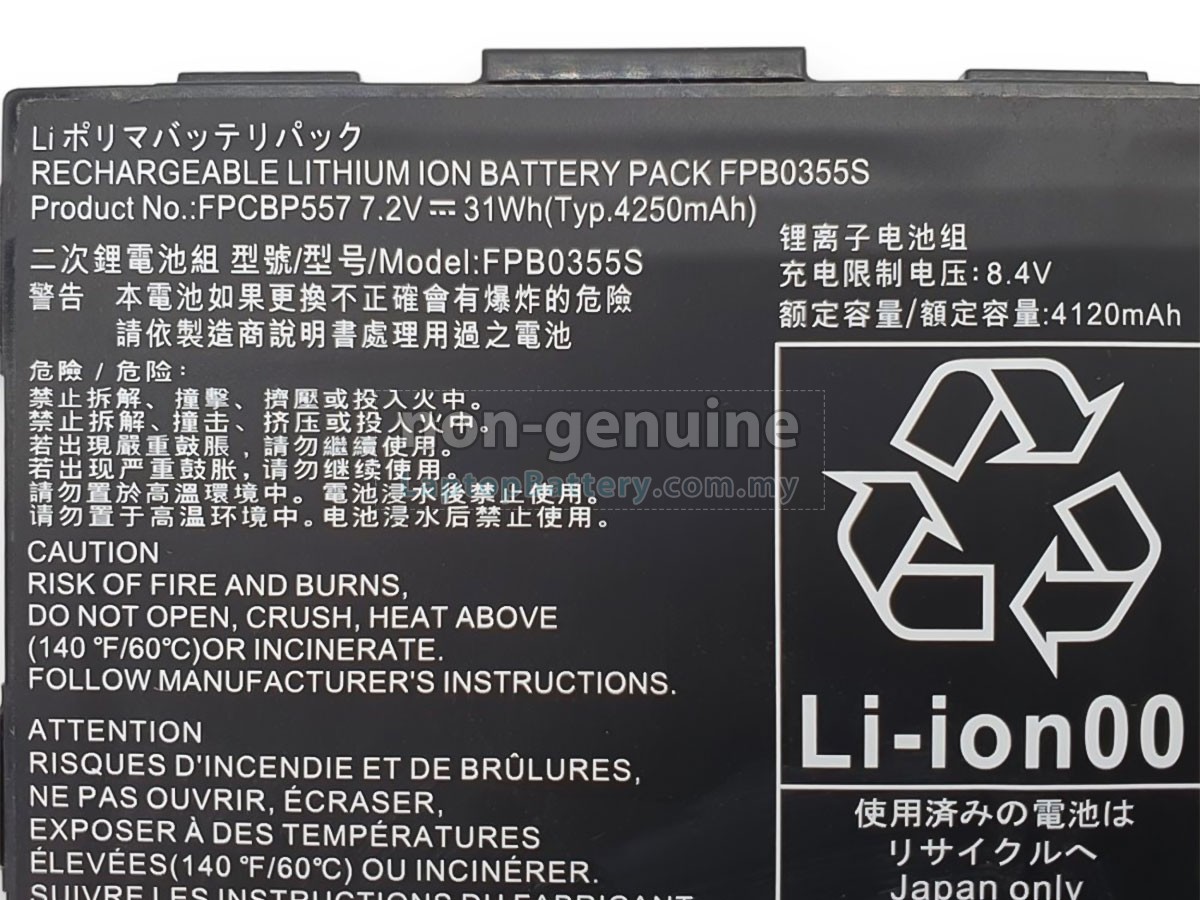 Li ポリマバッテリパック
RECHARGEABLE LITHIUM ION BATTERY PACK FPB0355S
Product No.:FPCBP557 7.2V⎓31Wh(Typ.4250mAh)
二次鋰電池組 型號/型号/Model:FPB0355S
警告 本電池如果更換不正確會有爆炸的危險
請依製造商說明書處理用過之電池
危險 / 危险：
禁止拆解、撞擊、擠壓或投入火中。
禁止拆解、撞击、挤压或投入火中。
若出現嚴重鼓脹，請勿繼續使用。
若出现严重鼓胀，请勿继续使用。
請勿置於高溫環境中。電池浸水後禁止使用。
请勿置于高温环境中。电池浸水后禁止使用。
CAUTION
RISK OF FIRE AND BURNS,
DO NOT OPEN, CRUSH, HEAT ABOVE
(140 °F/60℃)OR INCINERATE.
FOLLOW MANUFACTURER'S INSTRUCTIONS.
ATTENTION
RISQUES D'INCENDIE ET DE BRÛLURES,
NE PAS OUVRIR, ÉCRASER,
EXPOSER À DES TEMPÉRATURES
ÉLEVÉES(140 °F/60℃) OU INCINÉRER.
SUIVRE LES INSTRUCTIONS DU FABRICANT
锂离子电池组
充电限制电压:8.4V
额定容量/額定容量:4120mAh
Li-ion00
使用済みの電池は
リサイクルへ
Japan only
non-genuine
LaptopBattery.com.my